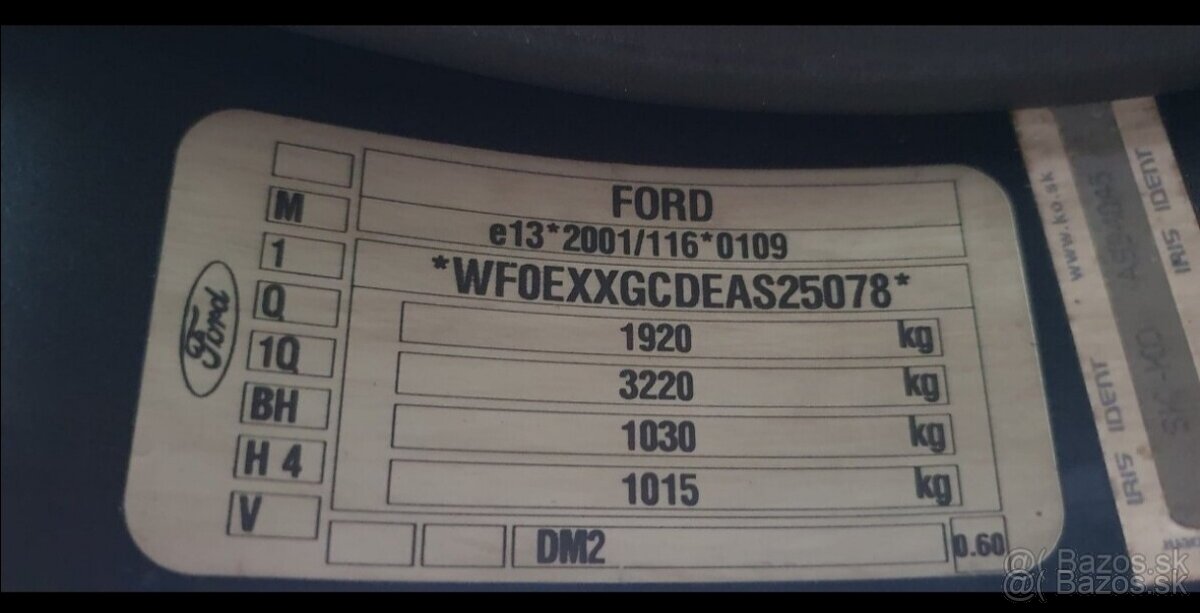 FORD
e13*2001/116*0109
*WF0EXXGCDEAS25078*
1920 kg
3220 kg
1030 kg
1015 kg
DM2
0.60
M
1
Q
1Q
BH
H 4
V
Ford
www.ko.sk
IRIS IDENT
IRIS IDENT
@( Bazos.sk
@( Bazos.sk